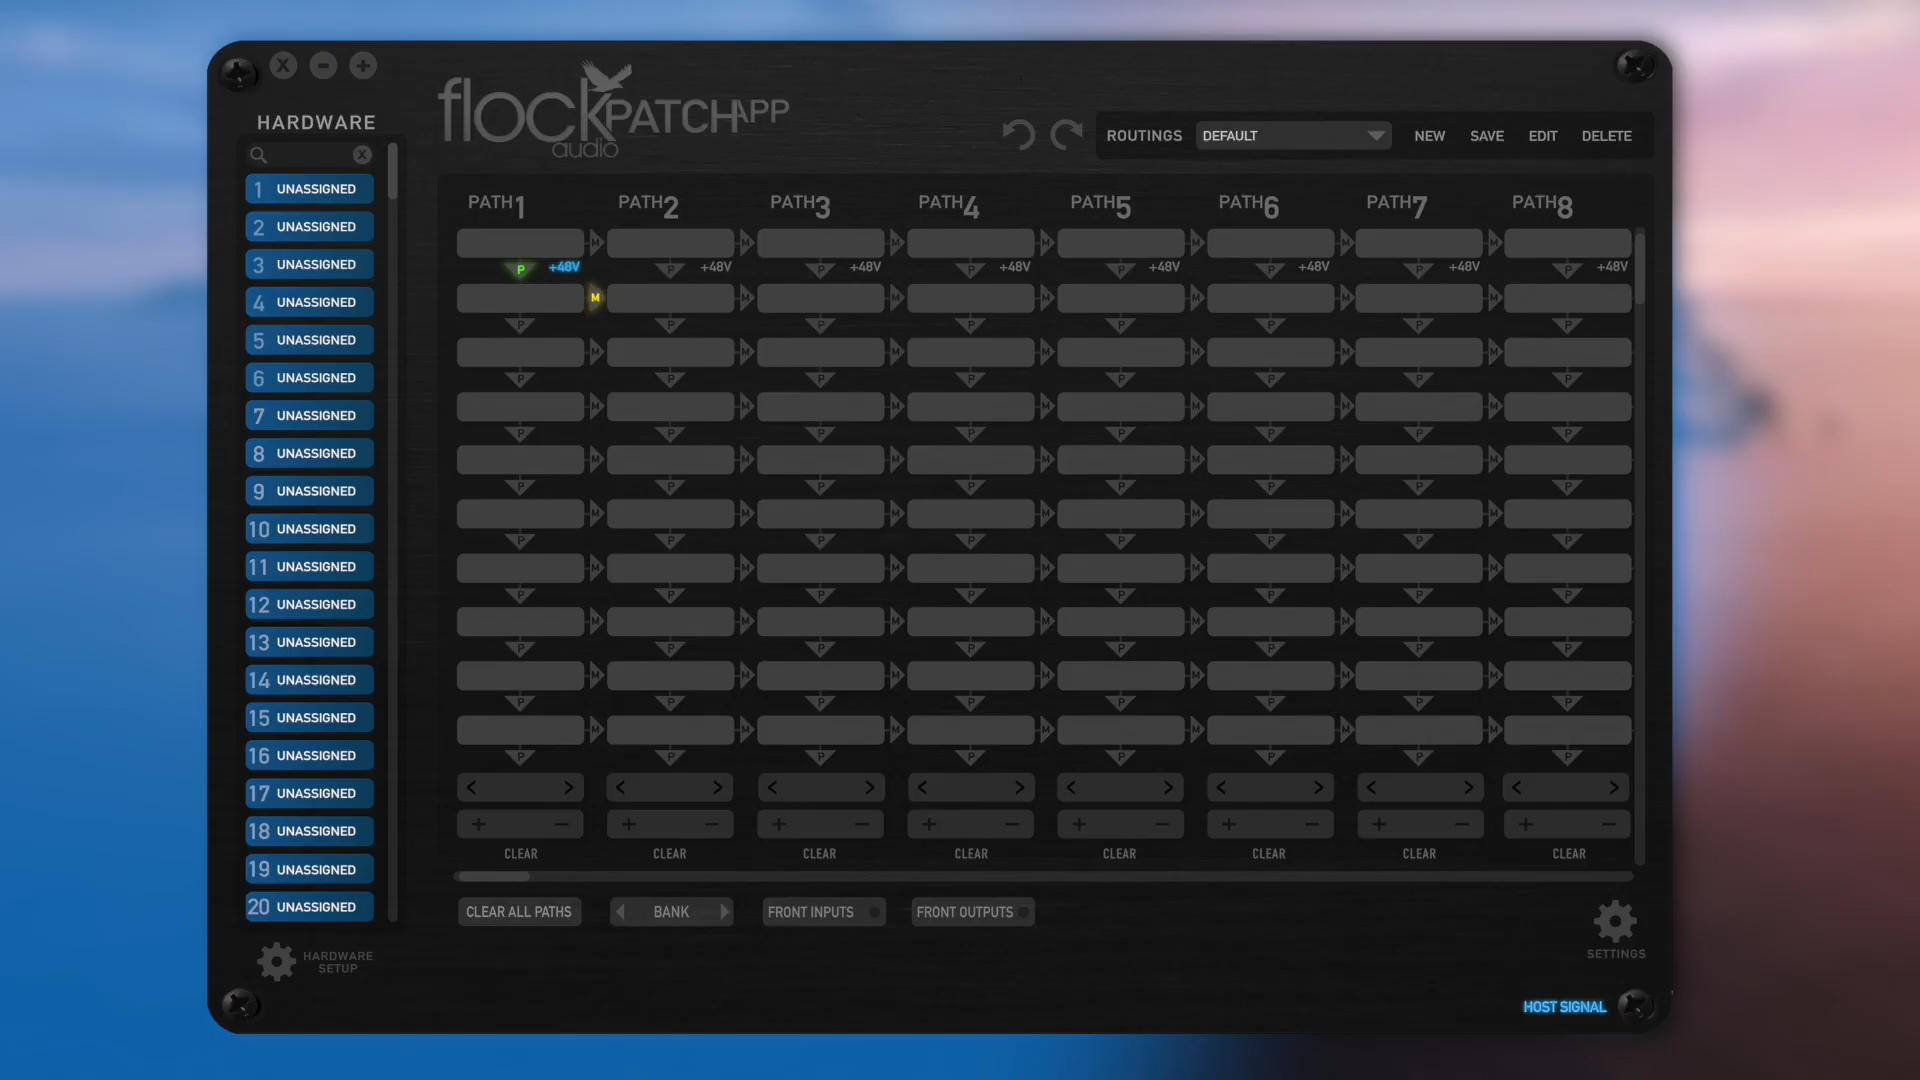 X - +
flock PATCHAPP
audio
HARDWARE
X
ROUTINGS DEFAULT NEW SAVE EDIT DELETE
PATH1 PATH2 PATH3 PATH4 PATH5 PATH6 PATH7 PATH8
M M M M M M M
P +48V P +48V P +48V P +48V P +48V P +48V P +48V P +48V
M M M M M M M
P P P P P P P P
M M M M M M M
P P P P P P P P
M M M M M M M
P P P P P P P P
M M M M M M M
P P P P P P P P
M M M M M M M
P P P P P P P P
M M M M M M M
P P P P P P P P
M M M M M M M
P P P P P P P P
M M M M M M M
P P P P P P P P
M M M M M M M
P P P P P P P P
< > < > < > < > < > < > < > < >
+ - + - + - + - + - + - + - + -
CLEAR CLEAR CLEAR CLEAR CLEAR CLEAR CLEAR CLEAR
1 UNASSIGNED
2 UNASSIGNED
3 UNASSIGNED
4 UNASSIGNED
5 UNASSIGNED
6 UNASSIGNED
7 UNASSIGNED
8 UNASSIGNED
9 UNASSIGNED
10 UNASSIGNED
11 UNASSIGNED
12 UNASSIGNED
13 UNASSIGNED
14 UNASSIGNED
15 UNASSIGNED
16 UNASSIGNED
17 UNASSIGNED
18 UNASSIGNED
19 UNASSIGNED
20 UNASSIGNED
CLEAR ALL PATHS BANK FRONT INPUTS FRONT OUTPUTS
HARDWARE
SETUP
SETTINGS
HOST SIGNAL